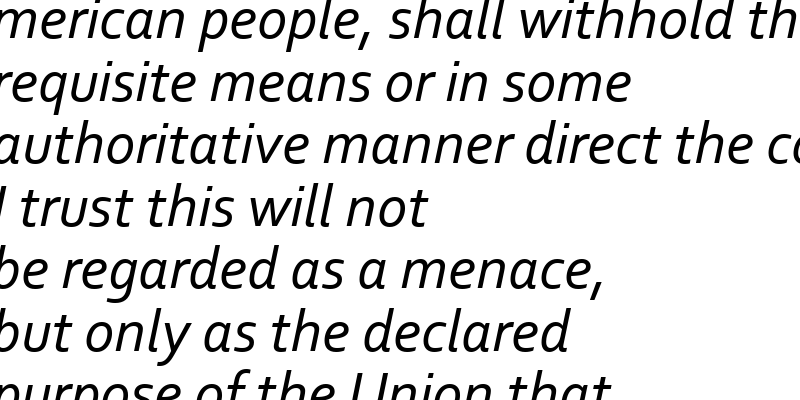 merican people, shall withhold th
requisite means or in some
authoritative manner direct the co
I trust this will not
be regarded as a menace,
but only as the declared
purpose of the Union that